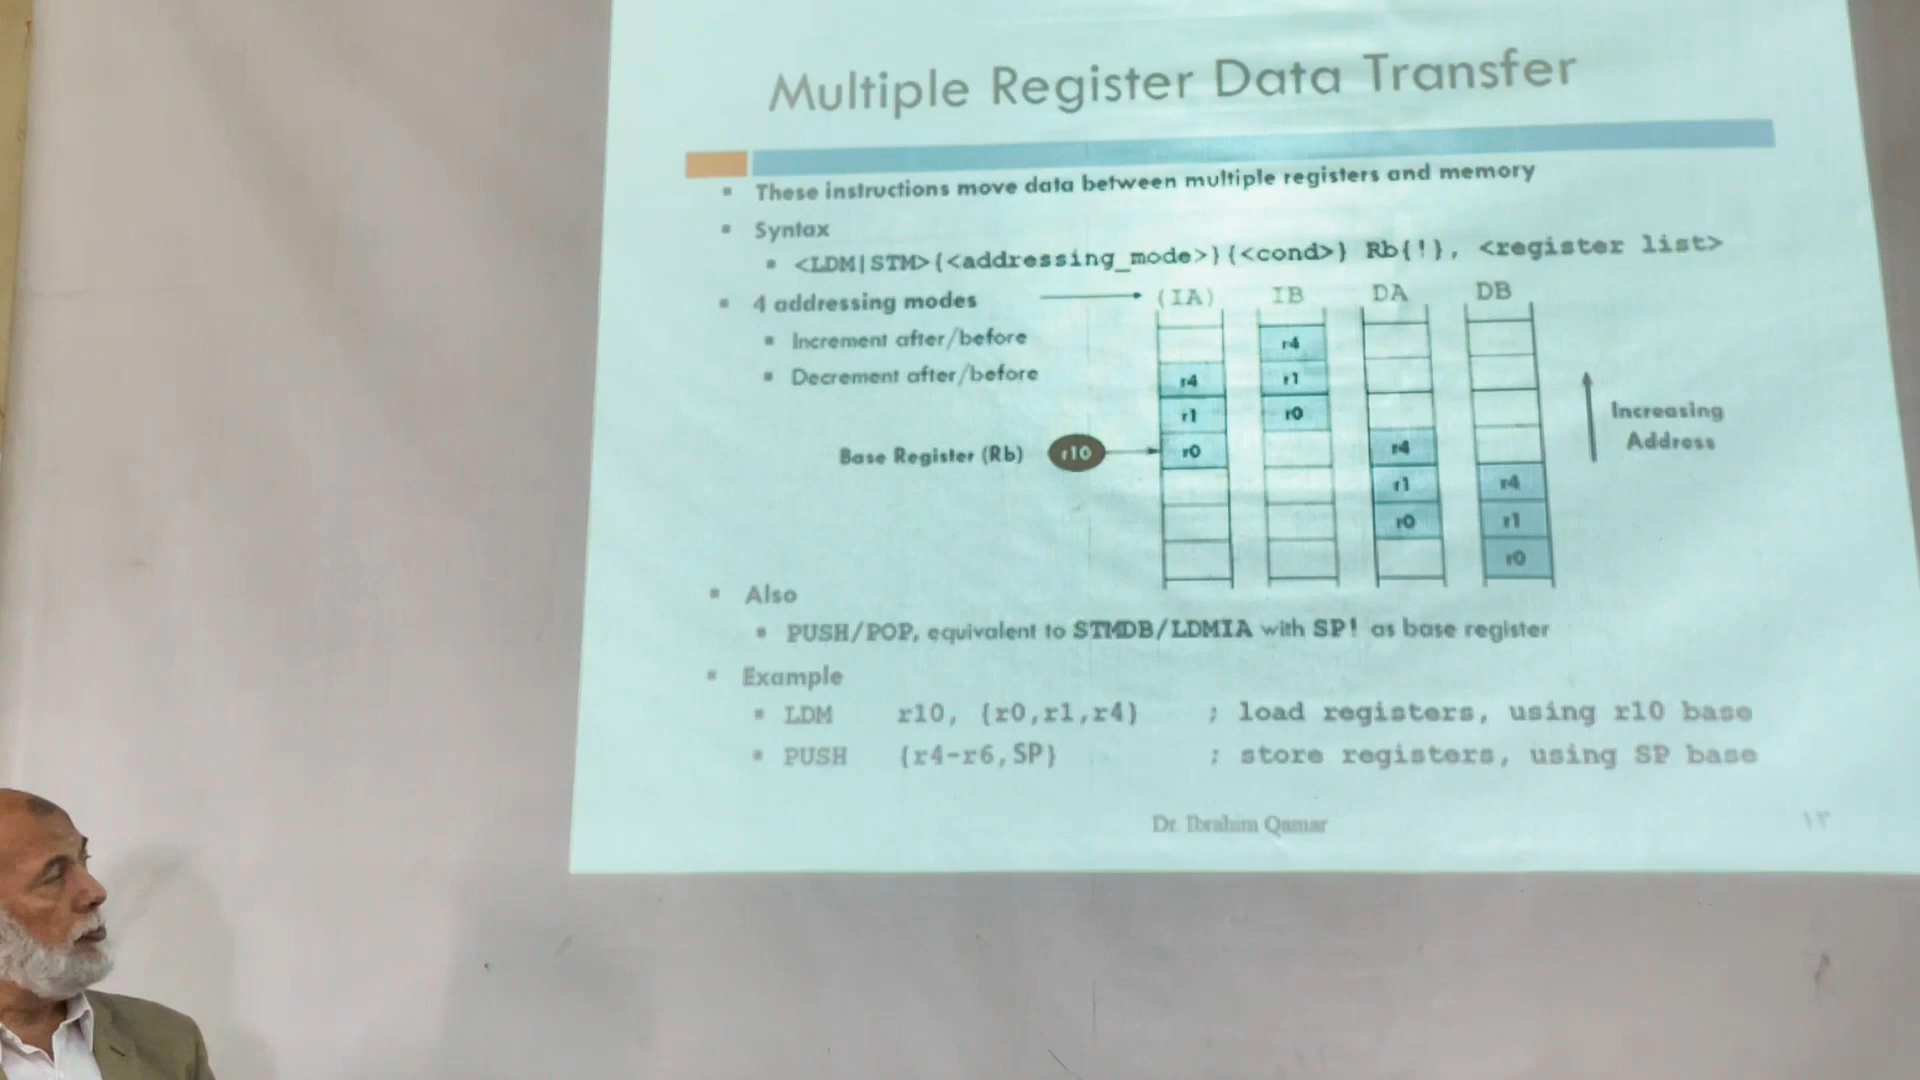 Multiple Register Data Transfer
▪ These instructions move data between multiple registers and memory
▪ Syntax
▪ <LDM|STM>{<addressing_mode>}{<cond>} Rb{!}, <register list>
▪ 4 addressing modes (IA) IB DA DB
▪ Increment after/before
▪ Decrement after/before
Base Register (Rb) r10
r4
r1
r0
r4
r1
r0
r4
r1
r0
r4
r1
r0
Increasing
Address
▪ Also
▪ PUSH/POP, equivalent to STMDB/LDMIA with SP! as base register
▪ Example
▪ LDM r10, {r0,r1,r4} ; load registers, using r10 base
▪ PUSH {r4-r6,SP} ; store registers, using SP base
Dr. Ibrahim Qamar
١٣